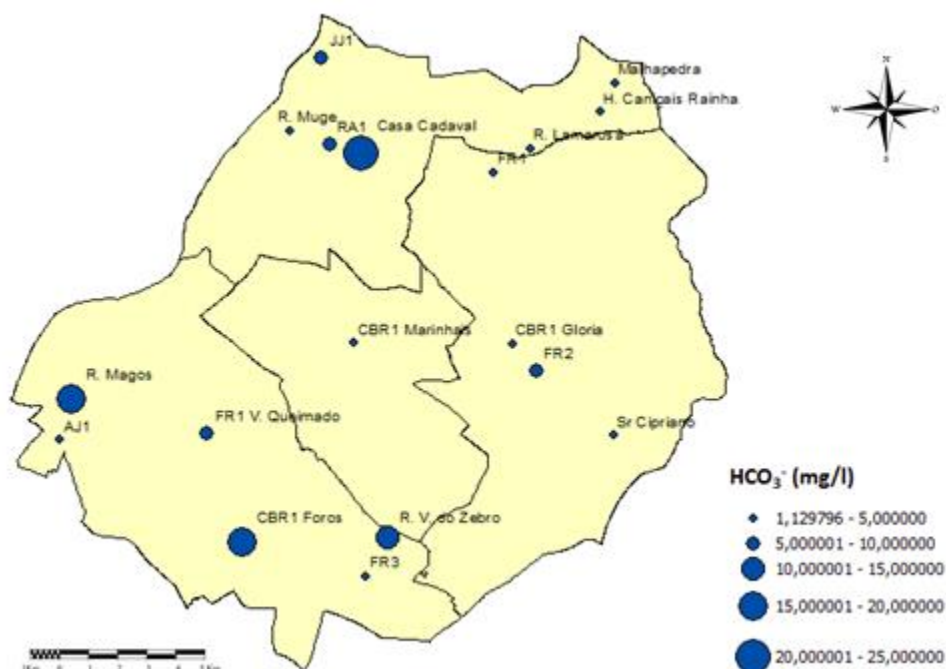 JJ1
Malhapedra
H. Camçais Rainha
R. Muge
RA1
Casa Cadaval
R. Lamarosa
FR1
CBR1 Marinhais
CBR1 Gloria
FR2
R. Magos
AJ1
FR1 V. Queimado
Sr Cipriano
CBR1 Foros
R. V. do Zebro
FR3
N
W
O
S
HCO₃⁻ (mg/l)
1,129796 - 5,000000
5,000001 - 10,000000
10,000001 - 15,000000
15,000001 - 20,000000
20,000001 - 25,000000